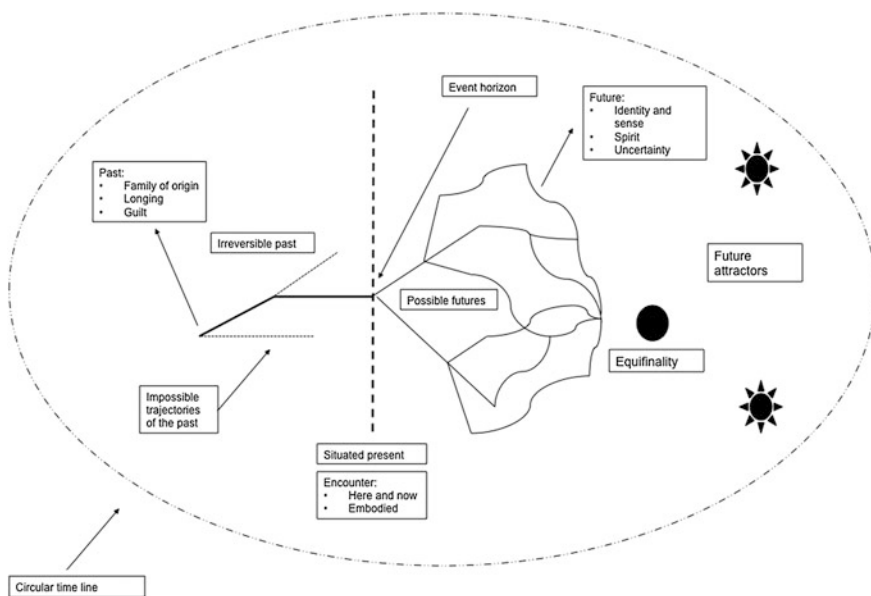 Event horizon
Future:
• Identity and
sense
• Spirit
• Uncertainty
Past:
• Family of origin
• Longing
• Guilt
Irreversible past
Future
attractors
Possible futures
Equifinality
Impossible
trajectories
of the past
Situated present
Encounter:
• Here and now
• Embodied
Circular time line